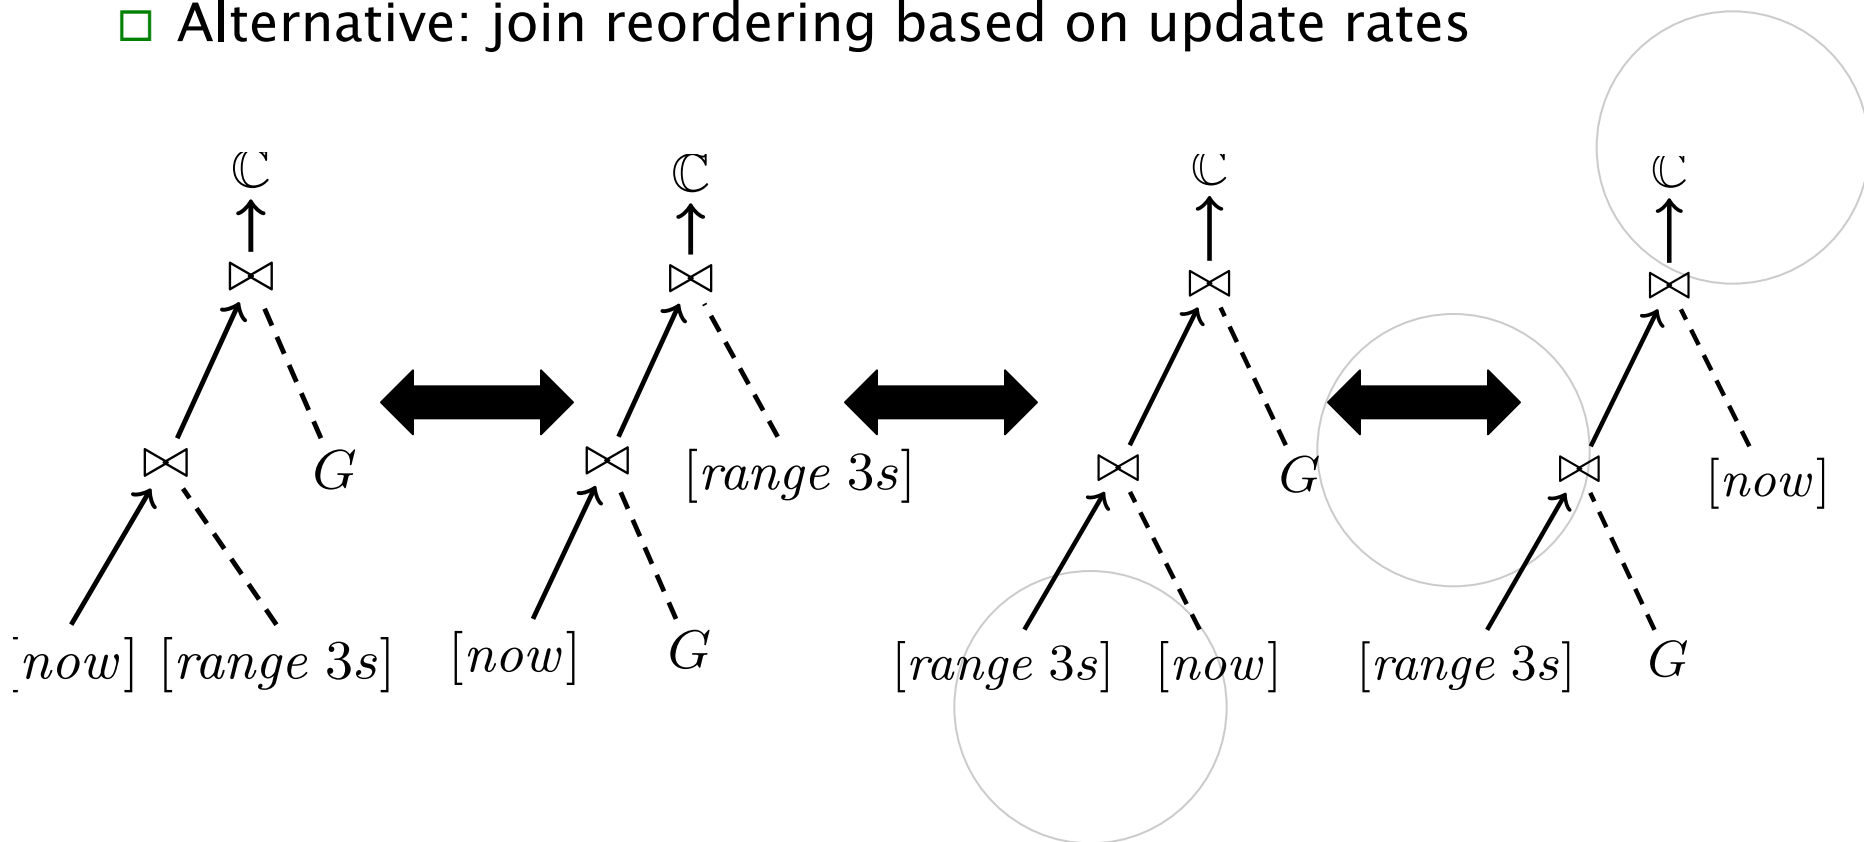 Alternative: join reordering based on update rates
ℂ ℂ ℂ ℂ
⋈ ⋈ ⋈ ⋈
⋈ G ⋈ [range 3s] ⋈ G ⋈ [now]
[now] [range 3s] [now] G [range 3s] [now] [range 3s] G